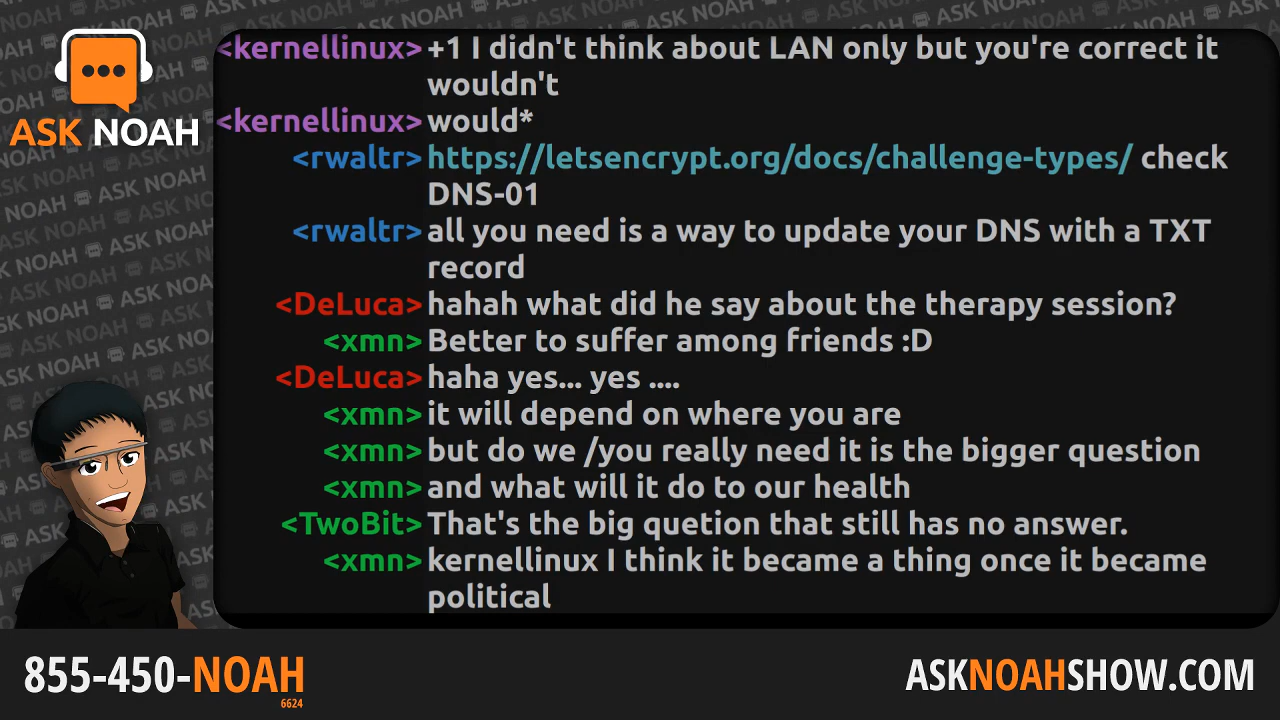 ASK NOAH
<kernellinux> +1 I didn't think about LAN only but you're correct it
wouldn't
<kernellinux> would*
<rwaltr> https://letsencrypt.org/docs/challenge-types/ check
DNS-01
<rwaltr> all you need is a way to update your DNS with a TXT
record
<DeLuca> hahah what did he say about the therapy session?
<xmn> Better to suffer among friends :D
<DeLuca> haha yes... yes ....
<xmn> it will depend on where you are
<xmn> but do we /you really need it is the bigger question
<xmn> and what will it do to our health
<TwoBit> That's the big quetion that still has no answer.
<xmn> kernellinux I think it became a thing once it became
political
855-450-NOAH
6624
ASKNOAHSHOW.COM